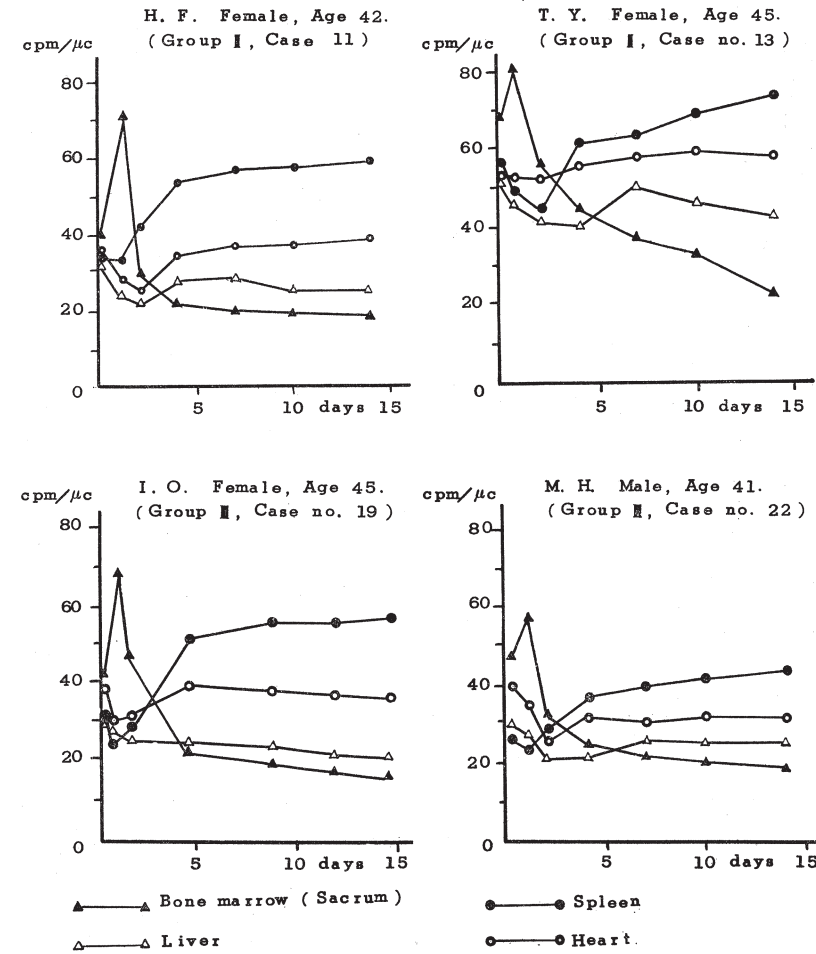 H. F. Female, Age 42.
(Group Ⅱ, Case 11)
cpm/μc
80
60
40
20
0
5 10 days 15
T. Y. Female, Age 45.
(Group Ⅱ, Case no. 13)
cpm/μc
80
60
40
20
0
5 10 days 15
I. O. Female, Age 45.
(Group Ⅲ, Case no. 19)
cpm/μc
80
60
40
20
0
5 10 days 15
M. H. Male, Age 41.
(Group Ⅲ, Case no. 22)
cpm/μc
80
60
40
20
0
5 10 days 15
Bone marrow (Sacrum)
Liver
Spleen
Heart